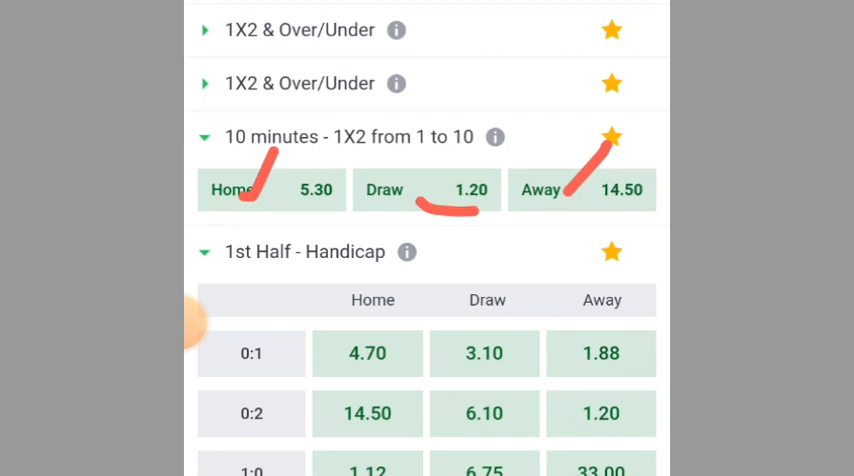 1X2 & Over/Under
1X2 & Over/Under
10 minutes - 1X2 from 1 to 10
Home 5.30 Draw 1.20 Away 14.50
1st Half - Handicap
Home Draw Away
0:1 4.70 3.10 1.88
0:2 14.50 6.10 1.20
1:0 1.12 6.75 33.00